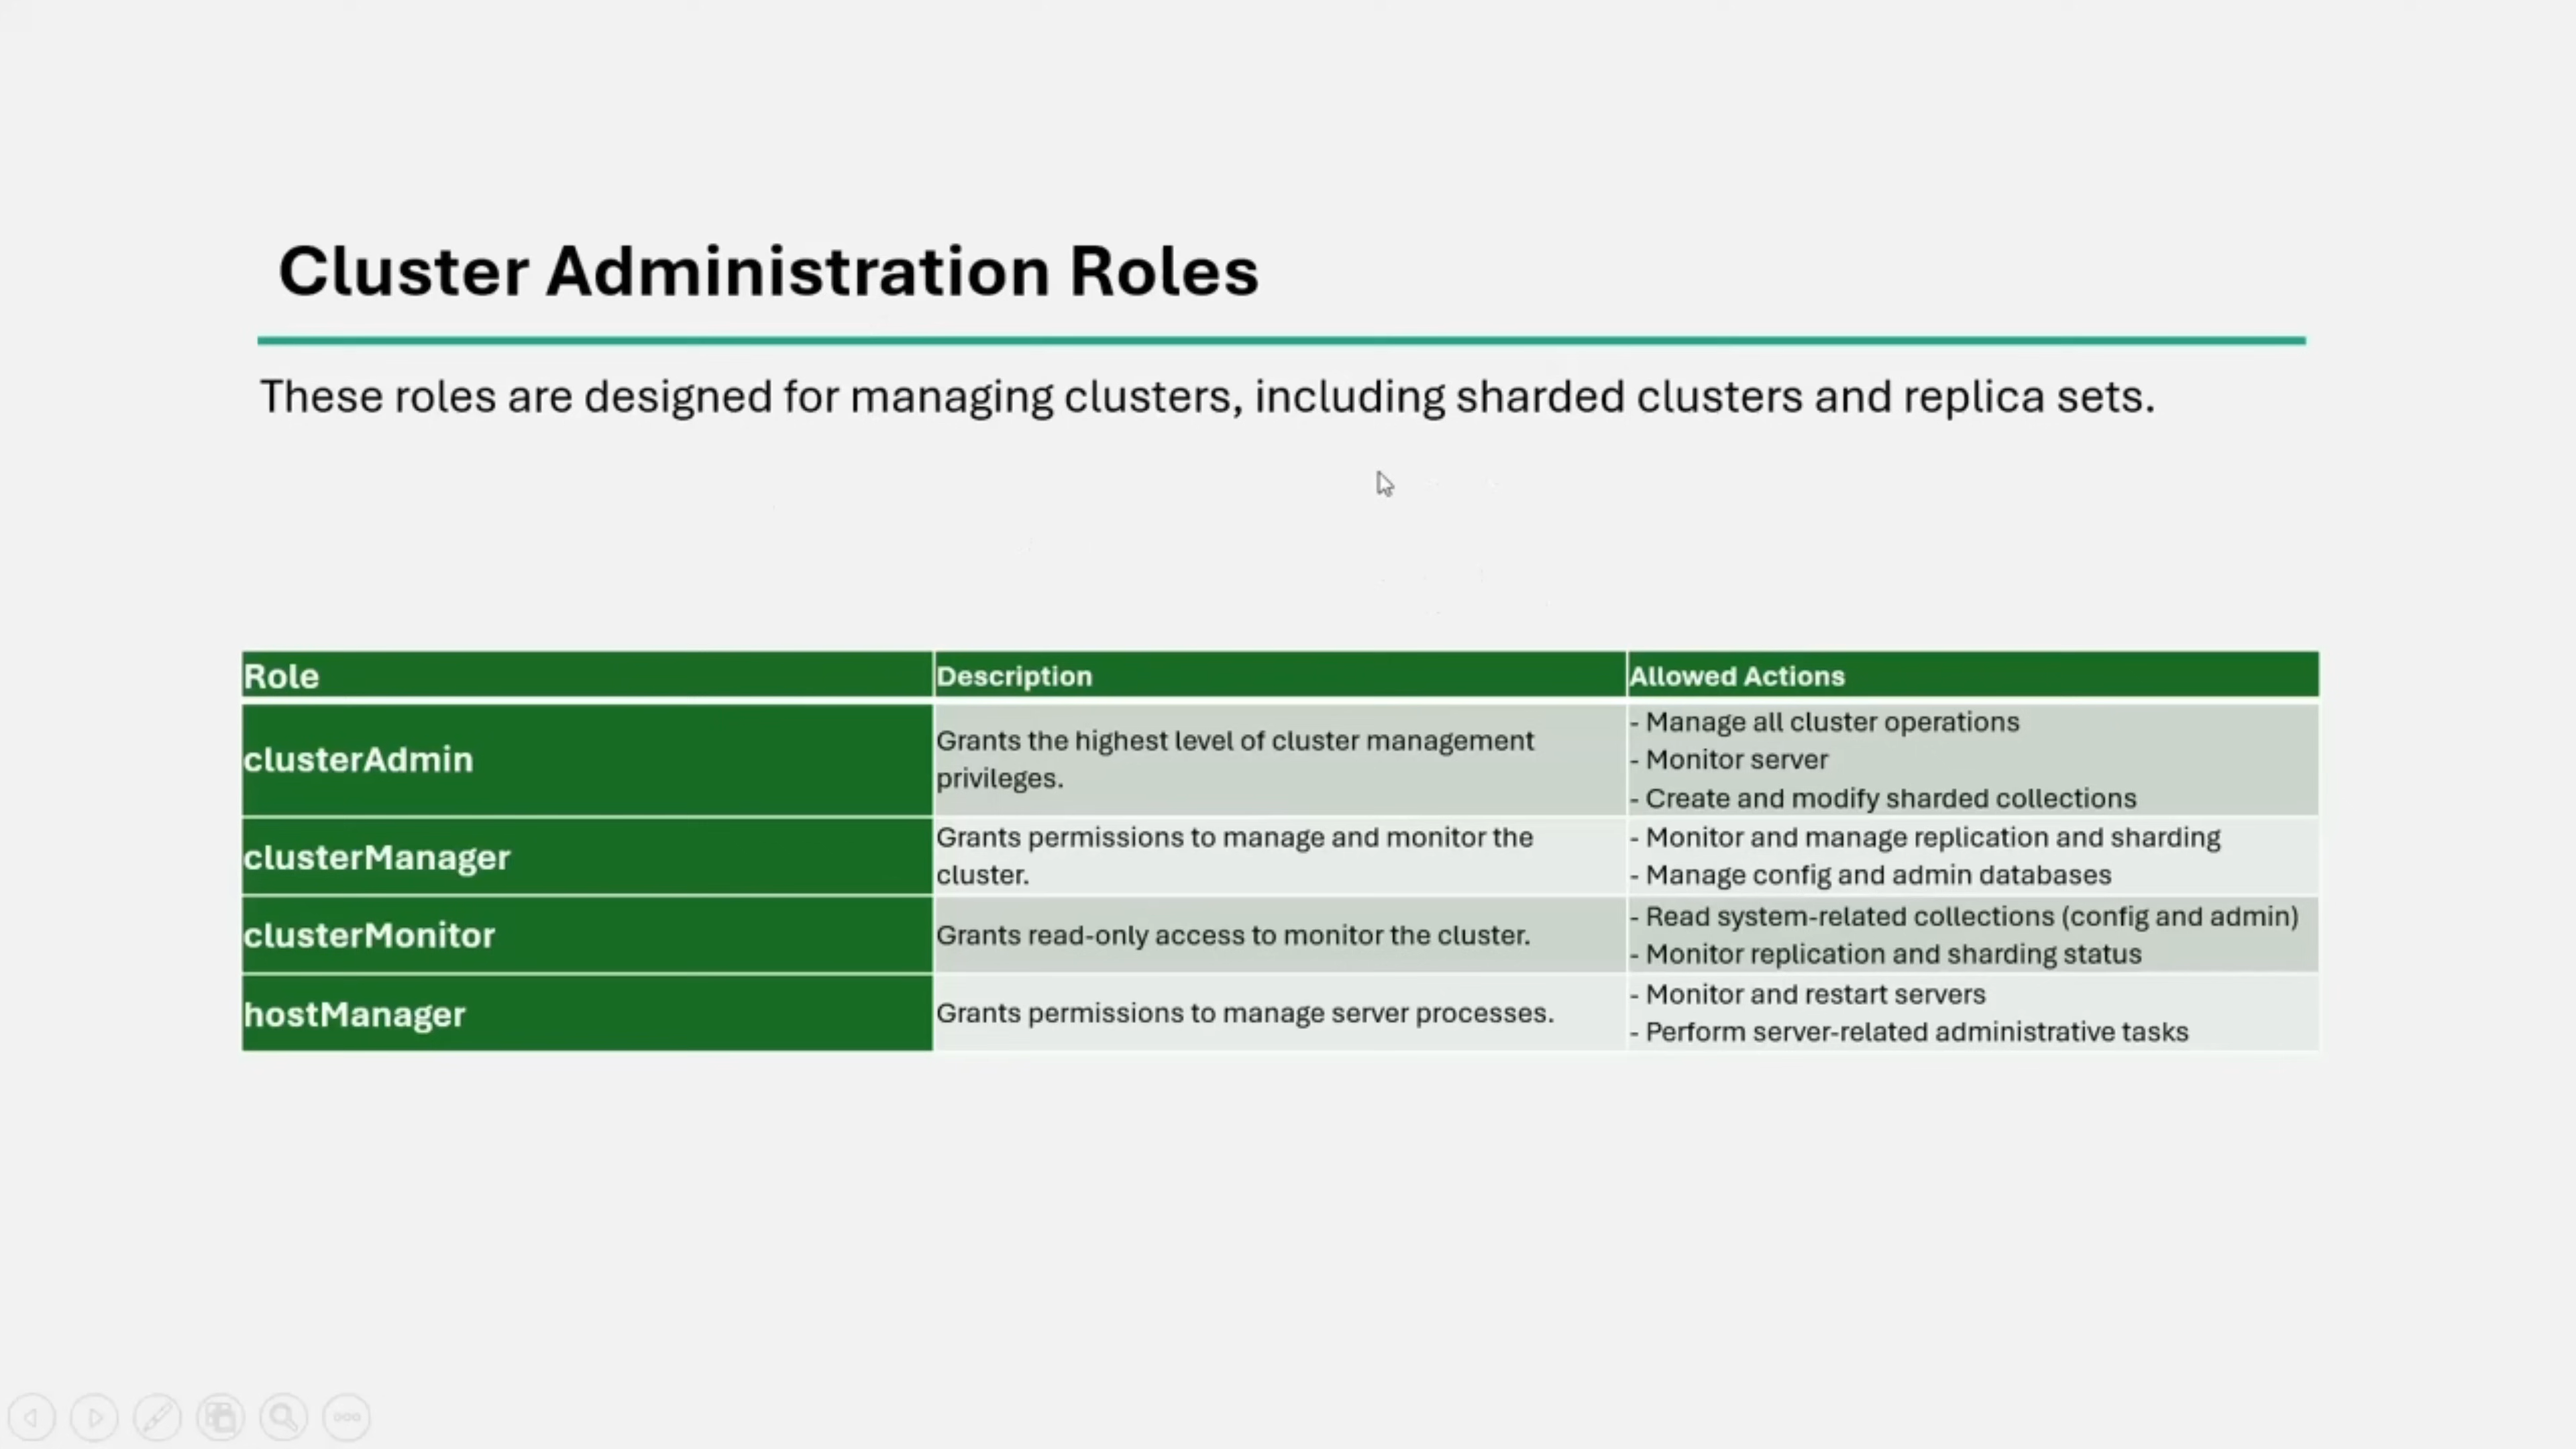 Cluster Administration Roles
These roles are designed for managing clusters, including sharded clusters and replica sets.
Role
Description
Allowed Actions
clusterAdmin
Grants the highest level of cluster management
privileges.
- Manage all cluster operations
- Monitor server
- Create and modify sharded collections
clusterManager
Grants permissions to manage and monitor the
cluster.
- Monitor and manage replication and sharding
- Manage config and admin databases
clusterMonitor
Grants read-only access to monitor the cluster.
- Read system-related collections (config and admin)
- Monitor replication and sharding status
hostManager
Grants permissions to manage server processes.
- Monitor and restart servers
- Perform server-related administrative tasks